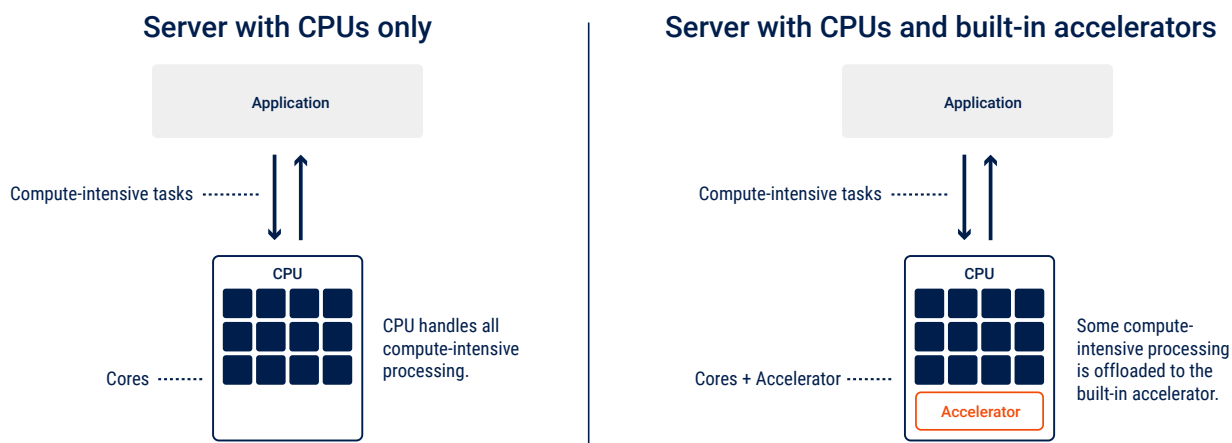 Server with CPUs only
Application
Compute-intensive tasks
CPU
CPU handles all
compute-intensive
processing.
Cores
Server with CPUs and built-in accelerators
Application
Compute-intensive tasks
CPU
Some compute-
intensive processing
is offloaded to the
built-in accelerator.
Cores + Accelerator
Accelerator